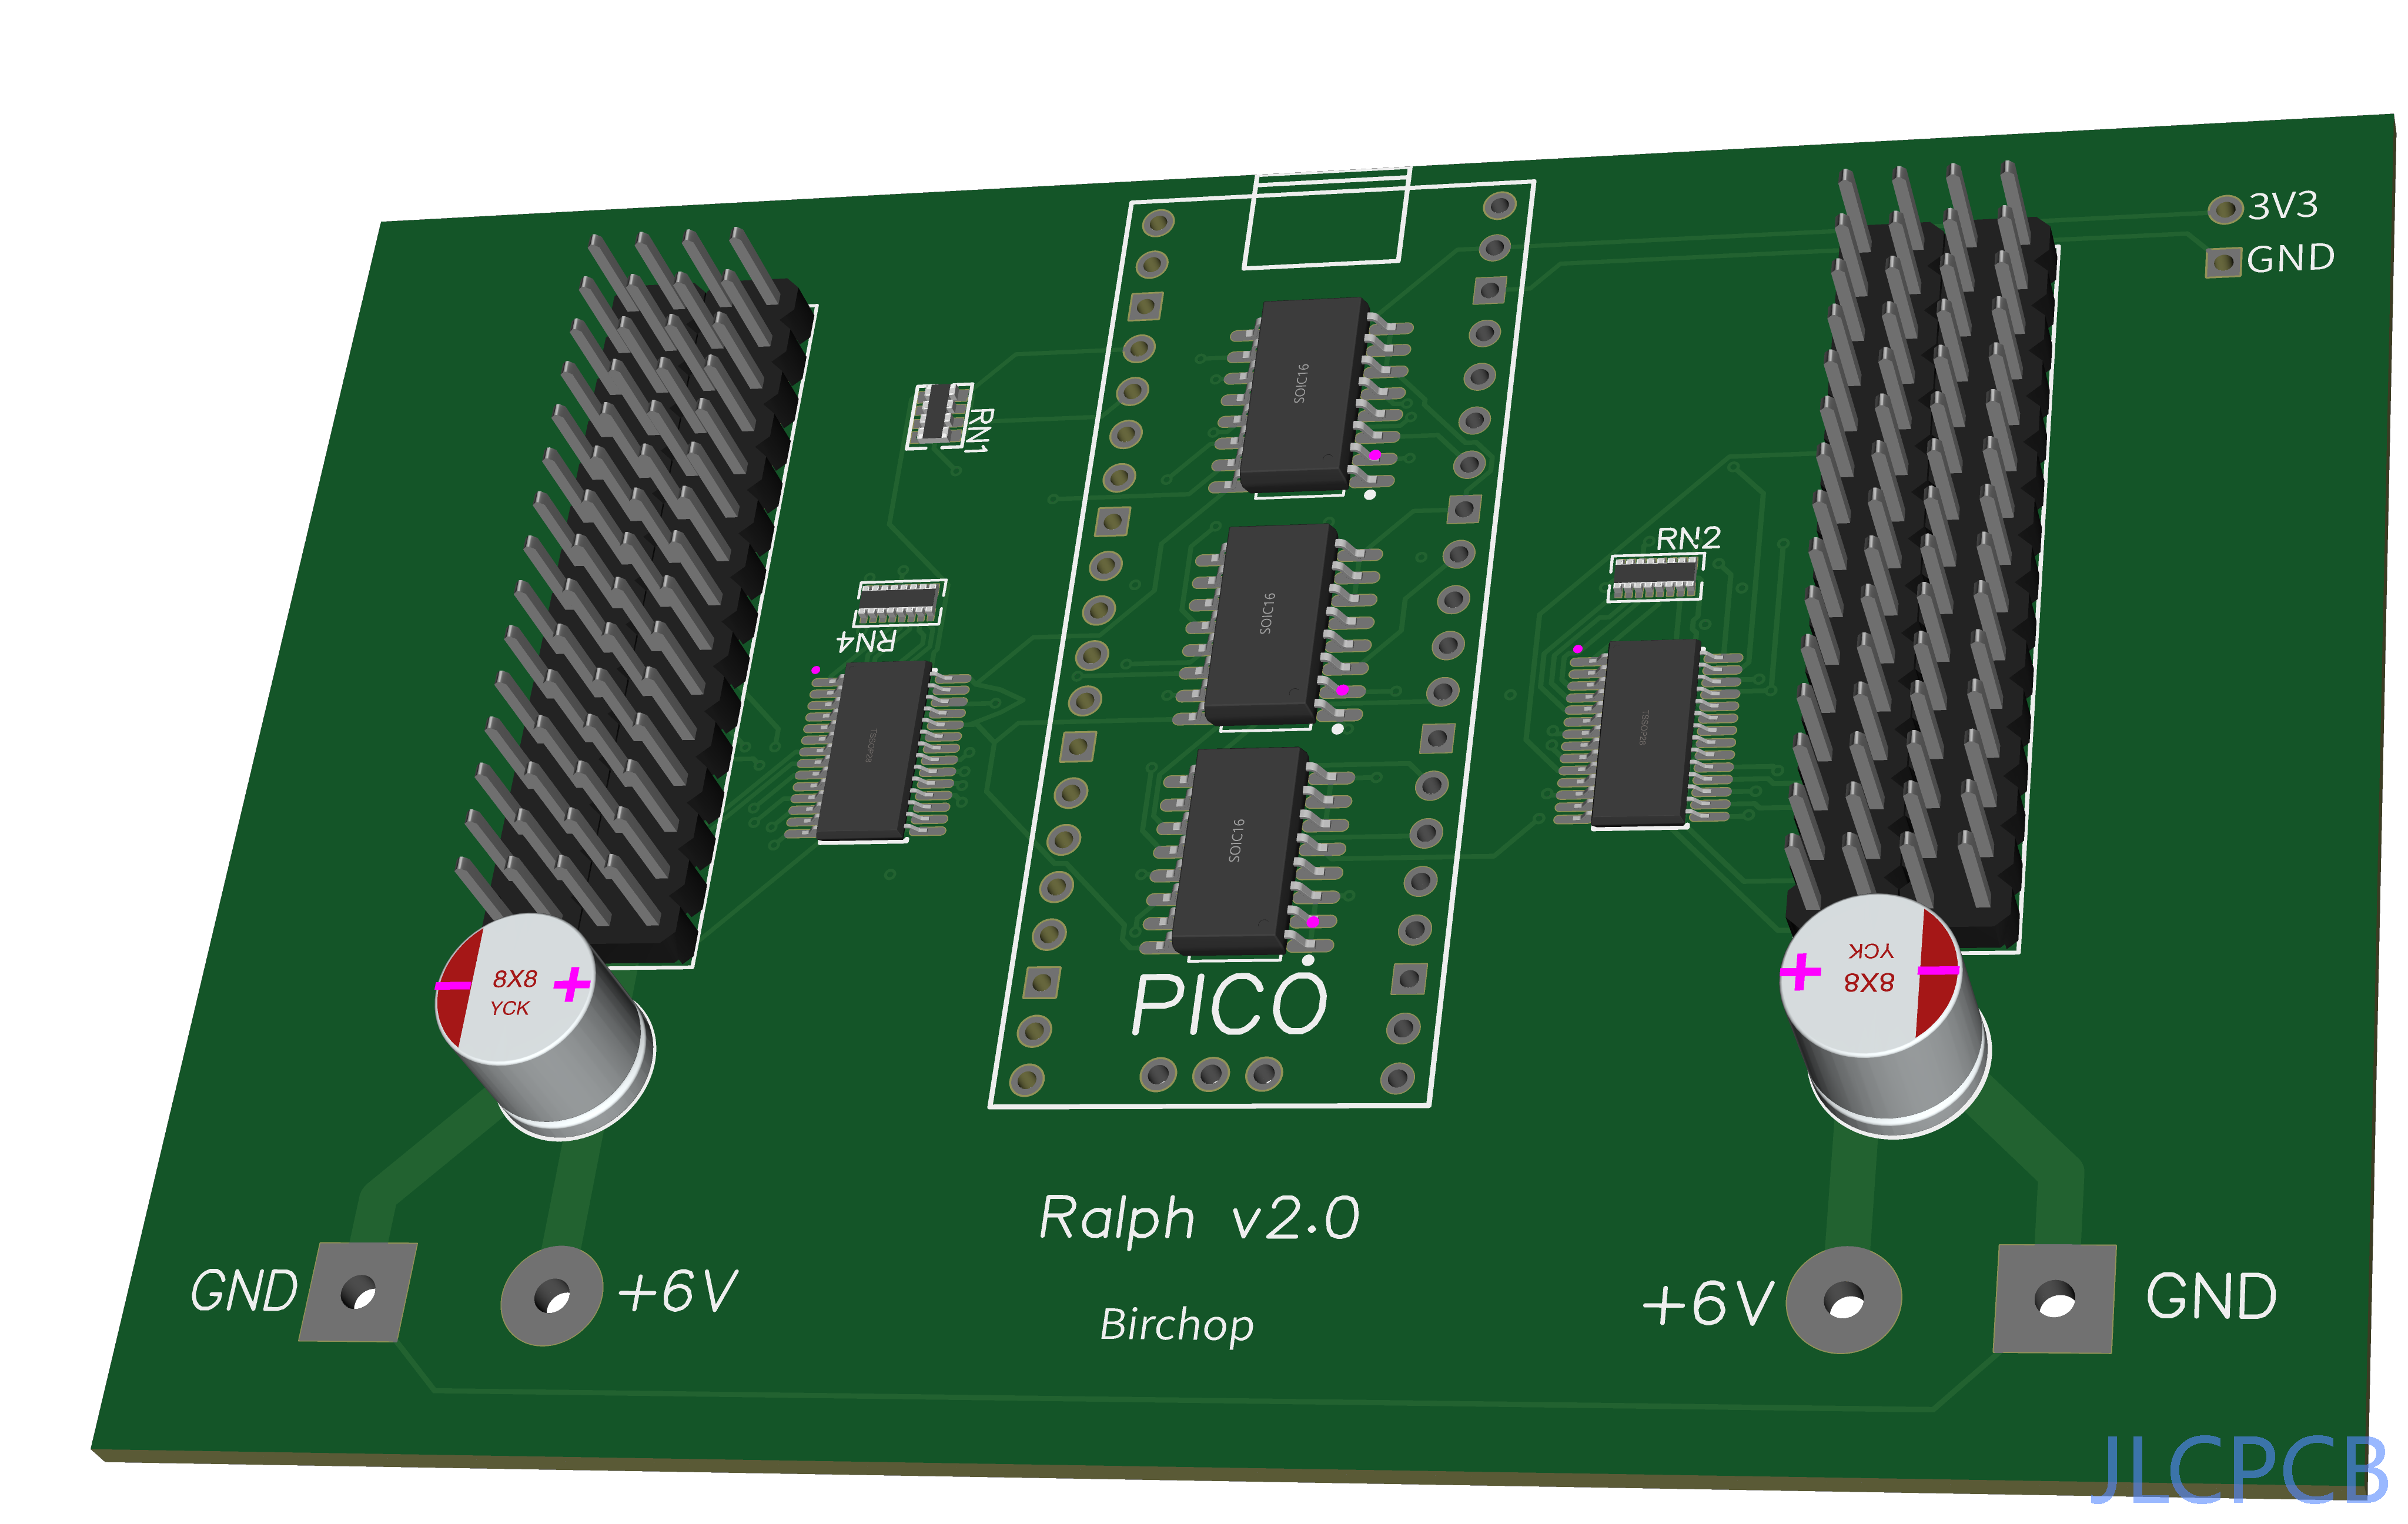 3V3
GND
SOIC16
RN1
RN2
SOIC16
RN4
TSSOP28
TSSOP28
SOIC16
8X8
YCK
YCK
8X8
PICO
Ralph v2.0
GND
+6V
+6V
GND
Birchop
JLCPCB